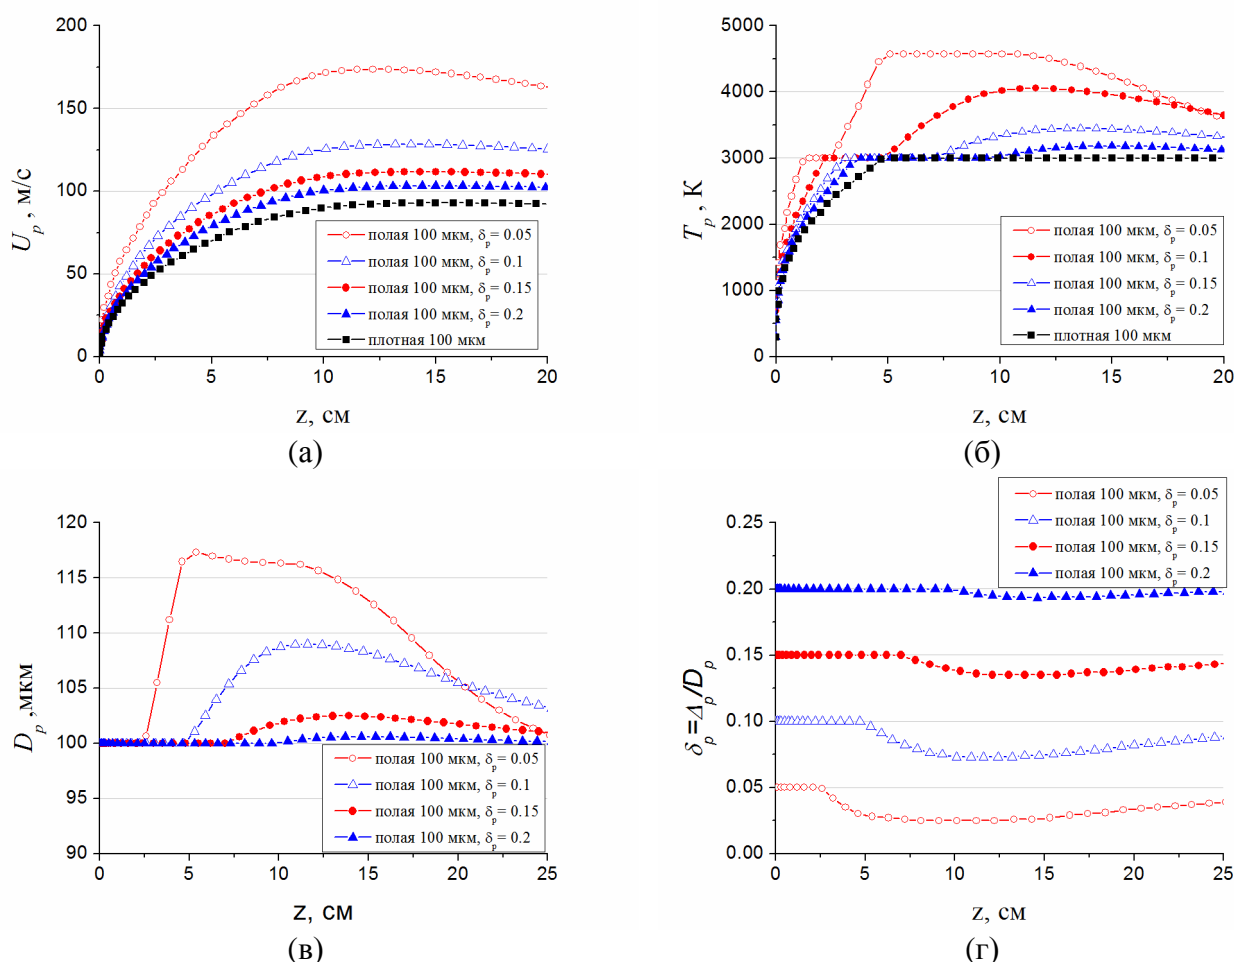 200
150
100
50
0
0
5
10
15
20
U_p , м/с
z, см
полая 100 мкм, δ_p = 0.05
полая 100 мкм, δ_p = 0.1
полая 100 мкм, δ_p = 0.15
полая 100 мкм, δ_p = 0.2
плотная 100 мкм
(а)
5000
4000
3000
2000
1000
0
0
5
10
15
20
T_p , К
z, см
полая 100 мкм, δ_p = 0.05
полая 100 мкм, δ_p = 0.1
полая 100 мкм, δ_p = 0.15
полая 100 мкм, δ_p = 0.2
плотная 100 мкм
(б)
120
115
110
105
100
95
90
0
5
10
15
20
25
D_p ,мкм
z, см
полая 100 мкм, δ_p = 0.05
полая 100 мкм, δ_p = 0.1
полая 100 мкм, δ_p = 0.15
полая 100 мкм, δ_p = 0.2
(в)
0.25
0.20
0.15
0.10
0.05
0.00
0
5
10
15
20
25
δ_p =Δ_p/D_p
z, см
полая 100 мкм, δ_p = 0.05
полая 100 мкм, δ_p = 0.1
полая 100 мкм, δ_p = 0.15
полая 100 мкм, δ_p = 0.2
(г)